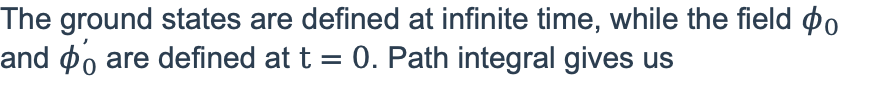 The ground states are defined at infinite time, while the field ϕ₀
and ϕ₀′ are defined at t = 0. Path integral gives us